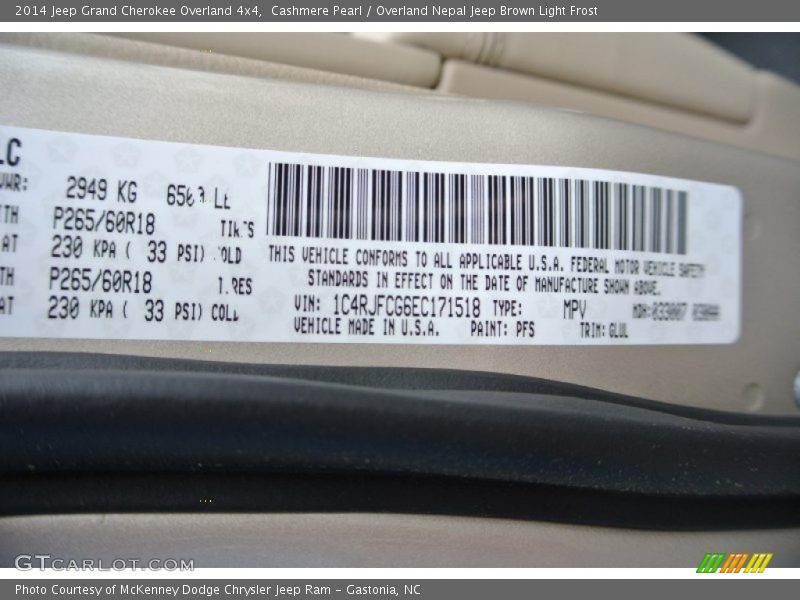 2014 Jeep Grand Cherokee Overland 4x4, Cashmere Pearl / Overland Nepal Jeep Brown Light Frost
LC
2949 KG
P265/60R18
230 KPA ( 33 PSI) OLD
P265/60R18
230 KPA ( 33 PSI) COLD
THIS VEHICLE CONFORMS TO ALL APPLICABLE U.S.A. FEDERAL MOTOR VEHICLE SAFETY
STANDARDS IN EFFECT ON THE DATE OF MANUFACTURE SHOWN ABOVE.
VIN: 1C4RJFCG6EC171518 TYPE: MPV MDH:
VEHICLE MADE IN U.S.A. PAINT: PFS TRIM: GLUL
GTCARLOT.COM
Photo Courtesy of McKenney Dodge Chrysler Jeep Ram – Gastonia, NC